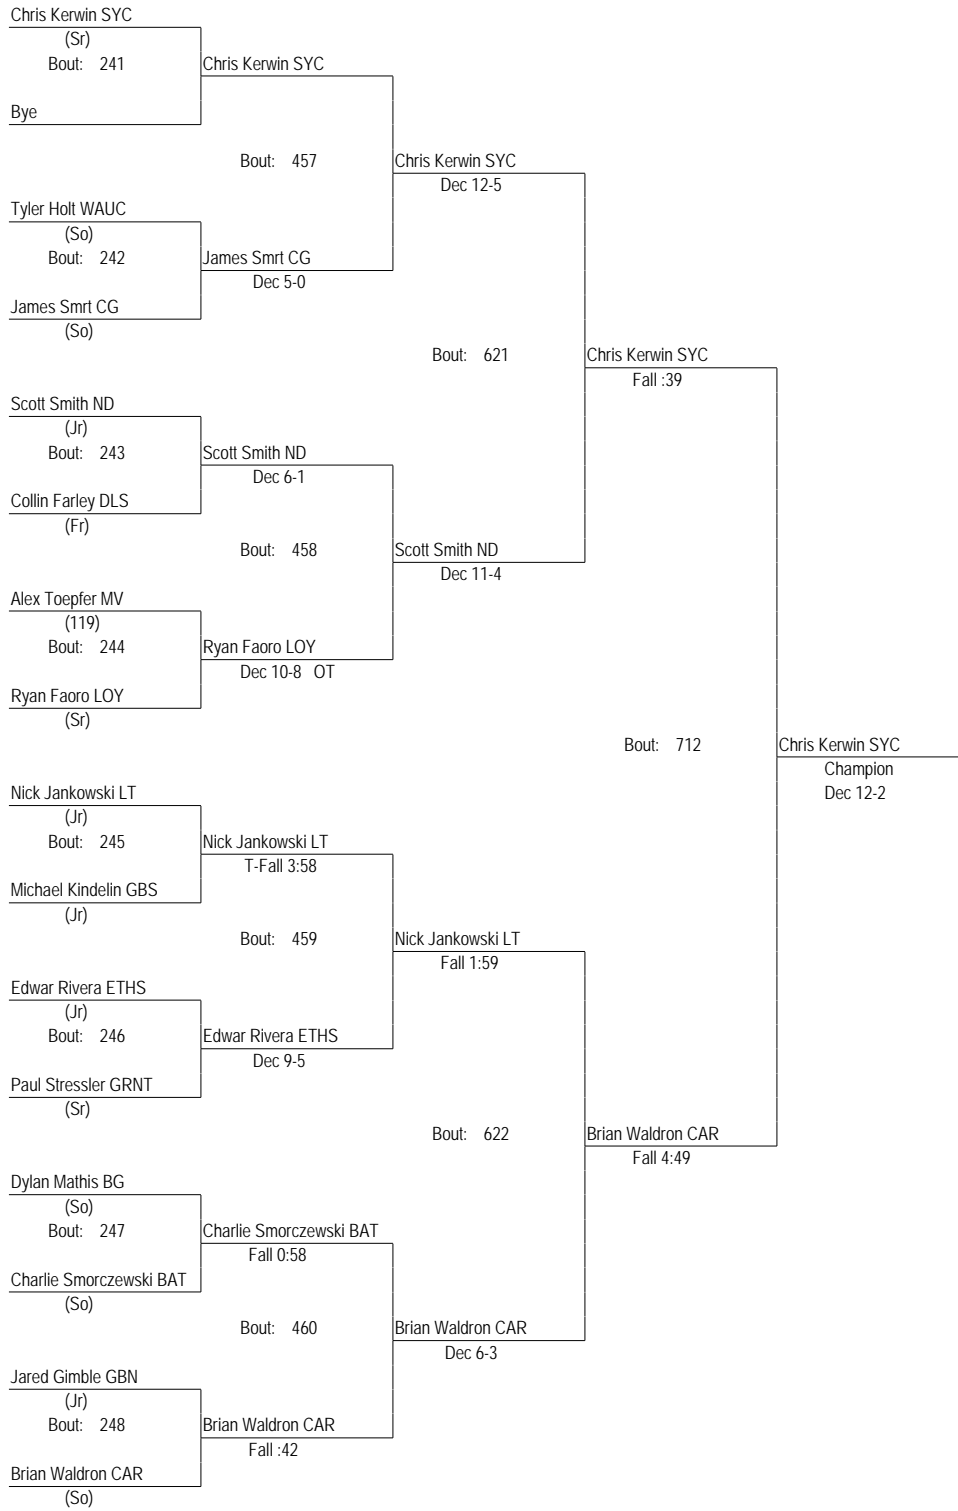 Chris Kerwin SYC
(Sr)
Bout: 241
Chris Kerwin SYC
Bye
Bout: 457
Chris Kerwin SYC
Dec 12-5
Tyler Holt WAUC
(So)
Bout: 242
James Smrt CG
Dec 5-0
James Smrt CG
(So)
Bout: 621
Chris Kerwin SYC
Fall :39
Scott Smith ND
(Jr)
Bout: 243
Scott Smith ND
Dec 6-1
Collin Farley DLS
(Fr)
Bout: 458
Scott Smith ND
Dec 11-4
Alex Toepfer MV
(119)
Bout: 244
Ryan Faoro LOY
Dec 10-8 OT
Ryan Faoro LOY
(Sr)
Bout: 712
Chris Kerwin SYC
Champion
Dec 12-2
Nick Jankowski LT
(Jr)
Bout: 245
Nick Jankowski LT
T-Fall 3:58
Michael Kindelin GBS
(Jr)
Bout: 459
Nick Jankowski LT
Fall 1:59
Edwar Rivera ETHS
(Jr)
Bout: 246
Edwar Rivera ETHS
Dec 9-5
Paul Stressler GRNT
(Sr)
Bout: 622
Brian Waldron CAR
Fall 4:49
Dylan Mathis BG
(So)
Bout: 247
Charlie Smorczewski BAT
Fall 0:58
Charlie Smorczewski BAT
(So)
Bout: 460
Brian Waldron CAR
Dec 6-3
Jared Gimble GBN
(Jr)
Bout: 248
Brian Waldron CAR
Fall :42
Brian Waldron CAR
(So)